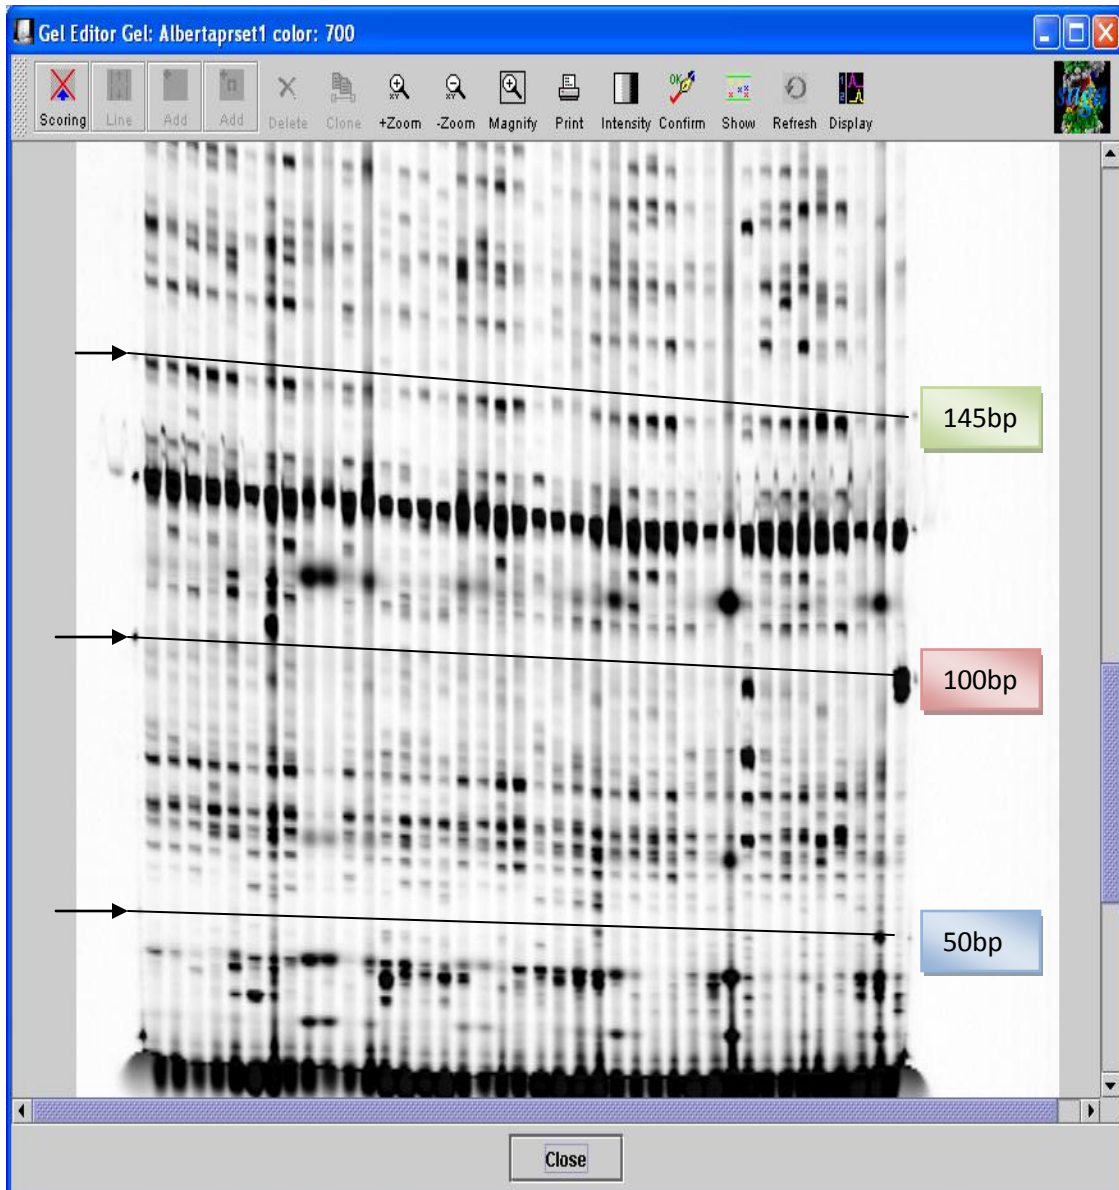 Gel Editor Gel: Albertaprset1 color: 700
Scoring Line Add Add Delete Clone +Zoom -Zoom Magnify Print Intensity Confirm Show Refresh Display
145bp
100bp
50bp
Close